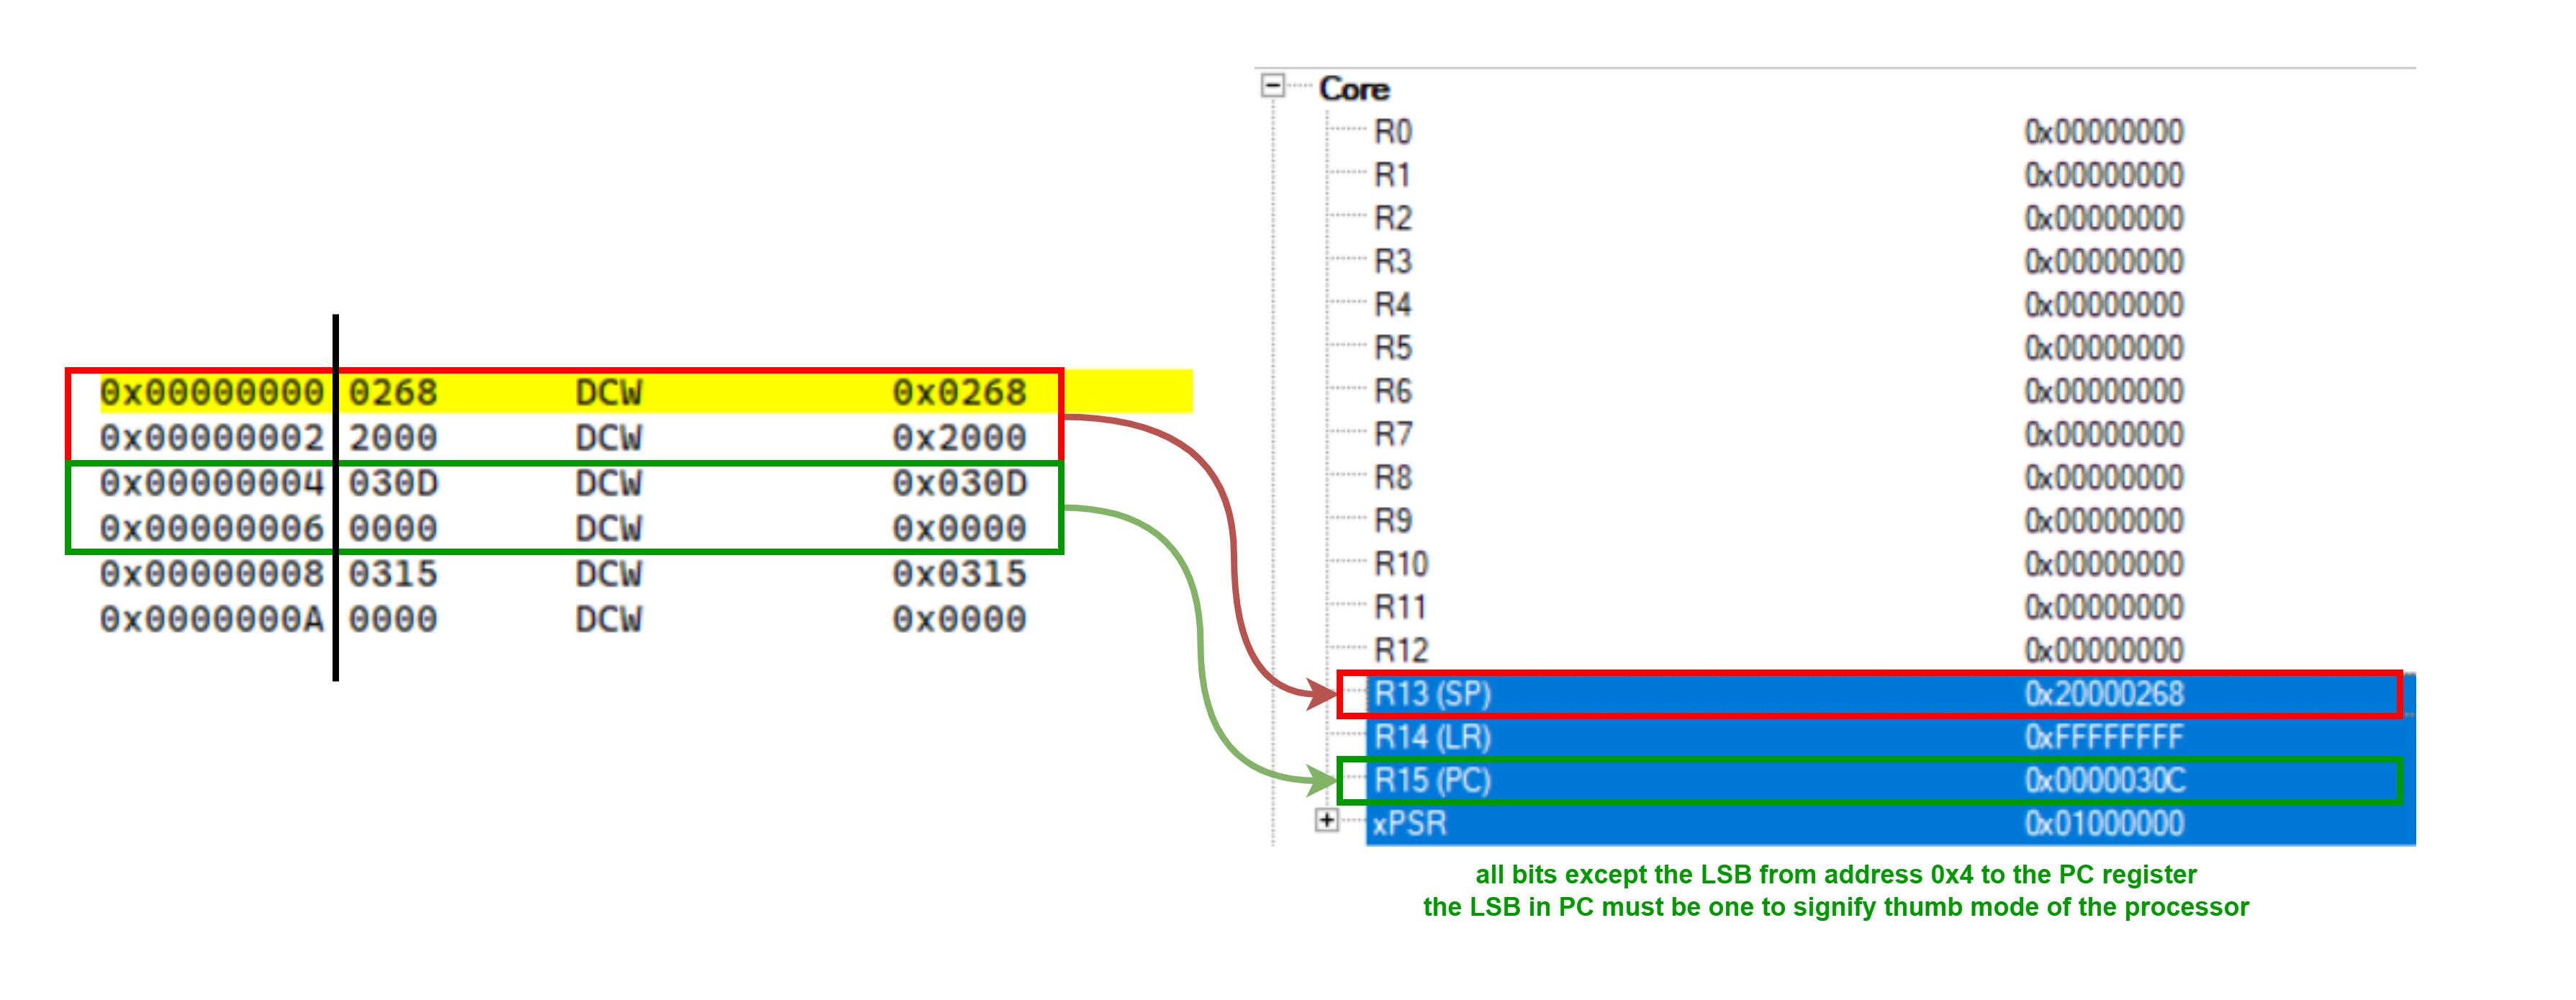 0x00000000 0268 DCW 0x0268
0x00000002 2000 DCW 0x2000
0x00000004 030D DCW 0x030D
0x00000006 0000 DCW 0x0000
0x00000008 0315 DCW 0x0315
0x0000000A 0000 DCW 0x0000
Core
R0 0x00000000
R1 0x00000000
R2 0x00000000
R3 0x00000000
R4 0x00000000
R5 0x00000000
R6 0x00000000
R7 0x00000000
R8 0x00000000
R9 0x00000000
R10 0x00000000
R11 0x00000000
R12 0x00000000
R13 (SP) 0x20000268
R14 (LR) 0xFFFFFFFF
R15 (PC) 0x0000030C
xPSR 0x01000000
all bits except the LSB from address 0x4 to the PC register
the LSB in PC must be one to signify thumb mode of the processor